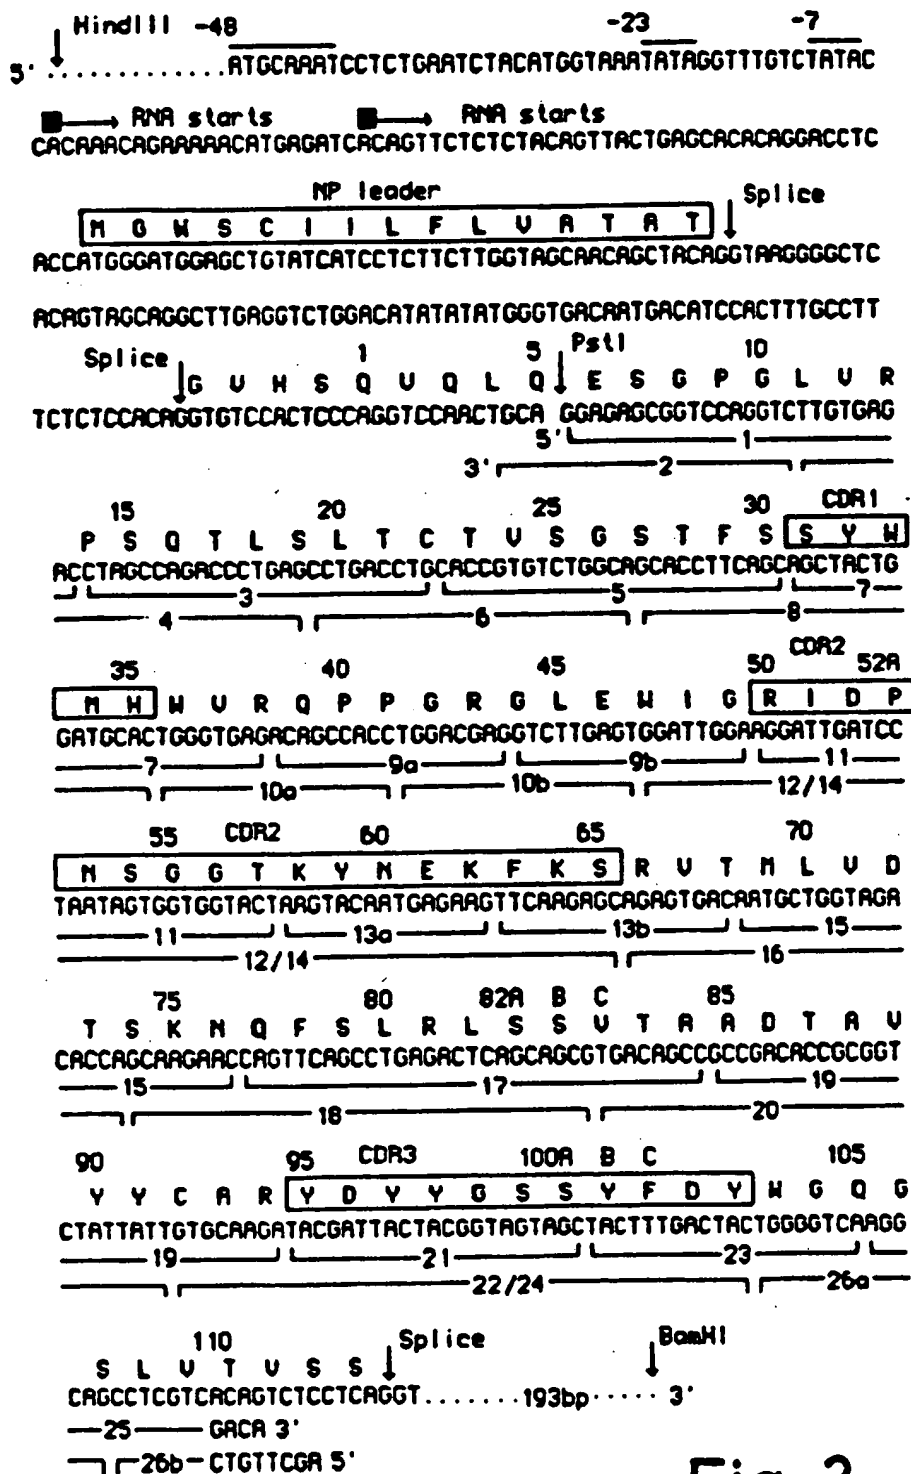 HindIII -48 -23 -7
5'.............ATGCAAATCCTCTGAATCTACATGGTAAATATAGGTTTGTCTATAC
RNA starts RNA starts
CACAAACAGAAAAACATGAGATCACAGTTCTCTCTACAGTTACTGAGCACACAGGACCTC
NP leader Splice
M G W S C I I L F L V A T A T
ACCATGGGATGGAGCTGTATCATCCTCTTCTTGGTAGCAACAGCTACAGGTAAGGGGCTC
ACAGTAGCAGGCTTGAGGTCTGGACATATATATGGGTGACAATGACATCCACTTTGCCTT
Splice 1 5 PstI 10
G V H S Q V Q L Q E S G P G L V R
TCTCTCCACAGGTGTCCACTCCCAGGTCCAACTGCA GGAGAGCGGTCCAGGTCTTGTGAG
5' 1
3' 2
15 20 25 30 CDR1
P S Q T L S L T C T V S G S T F S S Y W
ACCTAGCCAGACCCTGAGCCTGACCTGCACCGTGTCTGGCAGCACCTTCAGCAGCTACTG
3 5 7
4 6 8
35 40 45 50 CDR2 52A
M H W V R Q P P G R G L E W I G R I D P
GATGCACTGGGTGAGACAGCCACCTGGACGAGGTCTTGAGTGGATTGGAAGGATTGATCC
7 9a 9b 11
10a 10b 12/14
55 CDR2 60 65 70
N S G G T K Y N E K F K S R V T M L V D
TAATAGTGGTGGTACTAAGTACAATGAGAAGTTCAAGAGCAGAGTGACAATGCTGGTAGA
11 13a 13b 15
12/14 16
75 80 82A B C 85
T S K N Q F S L R L S S V T A A D T A V
CACCAGCAAGAACCAGTTCAGCCTGAGACTCAGCAGCGTGACAGCCGCCGACACCGCGGT
15 17 19
18 20
90 95 CDR3 100A B C 105
Y Y C A R Y D Y Y G S S Y F D Y W G Q G
CTATTATTGTGCAAGATACGATTACTACGGTAGTAGCTACTTTGACTACTGGGGTCAAGG
19 21 23
22/24 26a
110 Splice BamHI
S L V T V S S
CAGCCTCGTCACAGTCTCCTCAGGT.......193bp..... 3'
25 GACA 3'
26b CTGTTCGA 5'